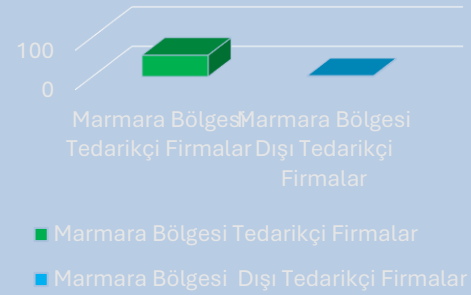 100
0
Marmara Bölgesi
Tedarikçi Firmalar
Marmara Bölgesi
Dışı Tedarikçi
Firmalar
Marmara Bölgesi Tedarikçi Firmalar
Marmara Bölgesi Dışı Tedarikçi Firmalar